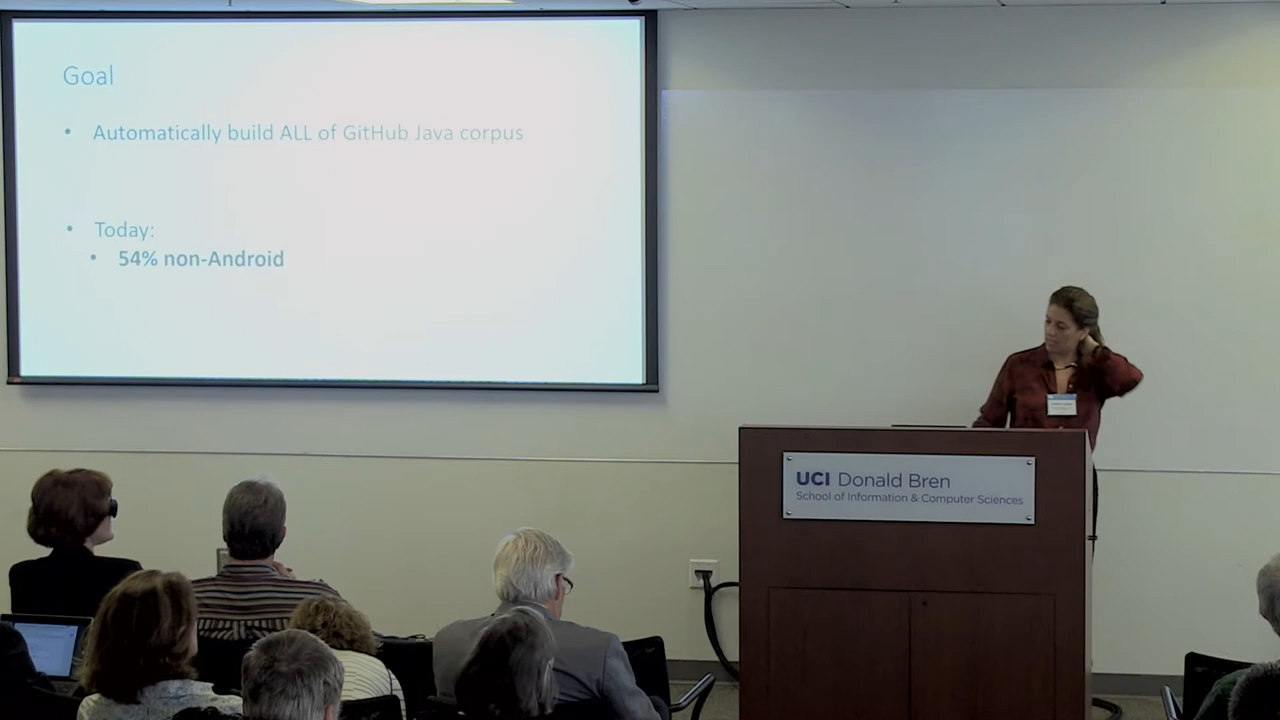 Goal
• Automatically build ALL of GitHub Java corpus
• Today:
• 54% non-Android
UCI Donald Bren
School of Information & Computer Sciences